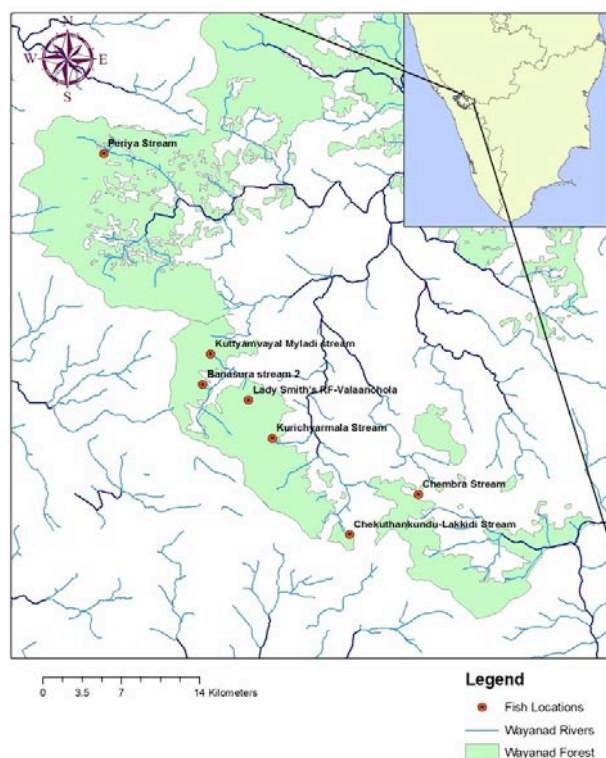 N
W E
S
Periya Stream
Kuttyamvayal Myladi stream
Banasura stream 2
Lady Smith's RF-Valaanchola
Kurichyarmala Stream
Chembra Stream
Chekuthankundu-Lakkidi Stream
0 3.5 7 14 Kilometers
Legend
Fish Locations
Wayanad Rivers
Wayanad Forest